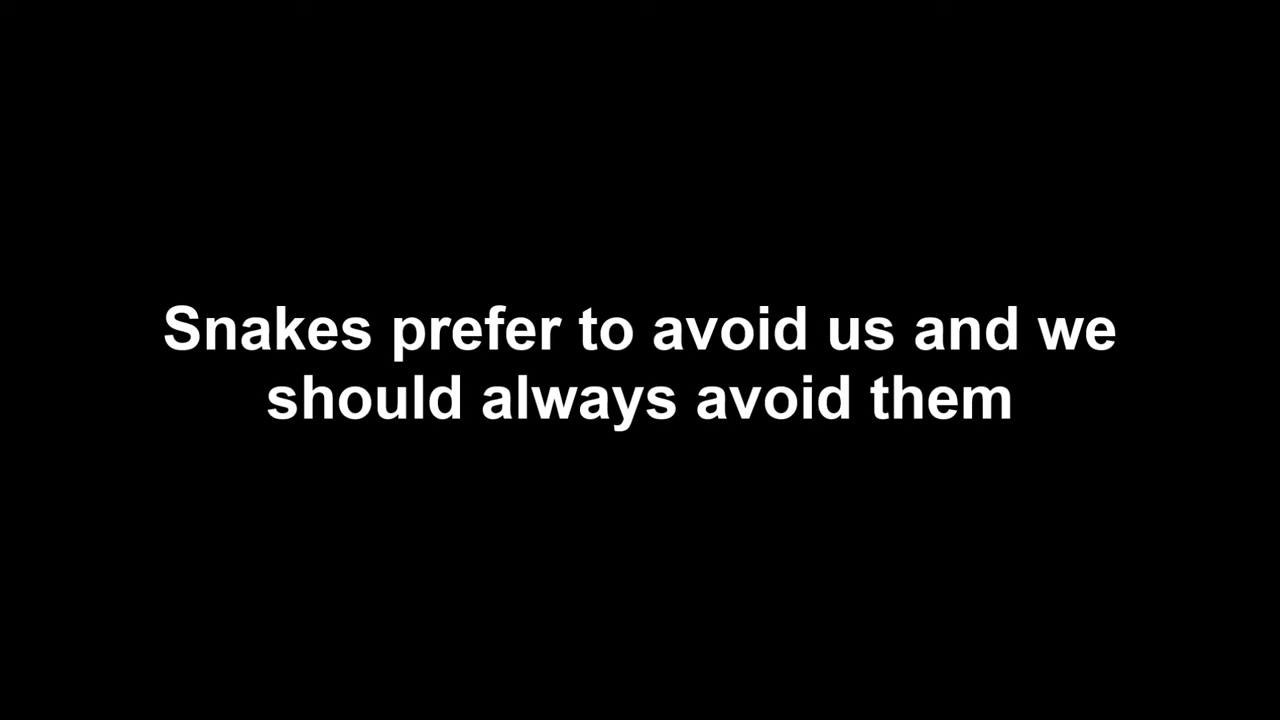 Snakes prefer to avoid us and we
should always avoid them